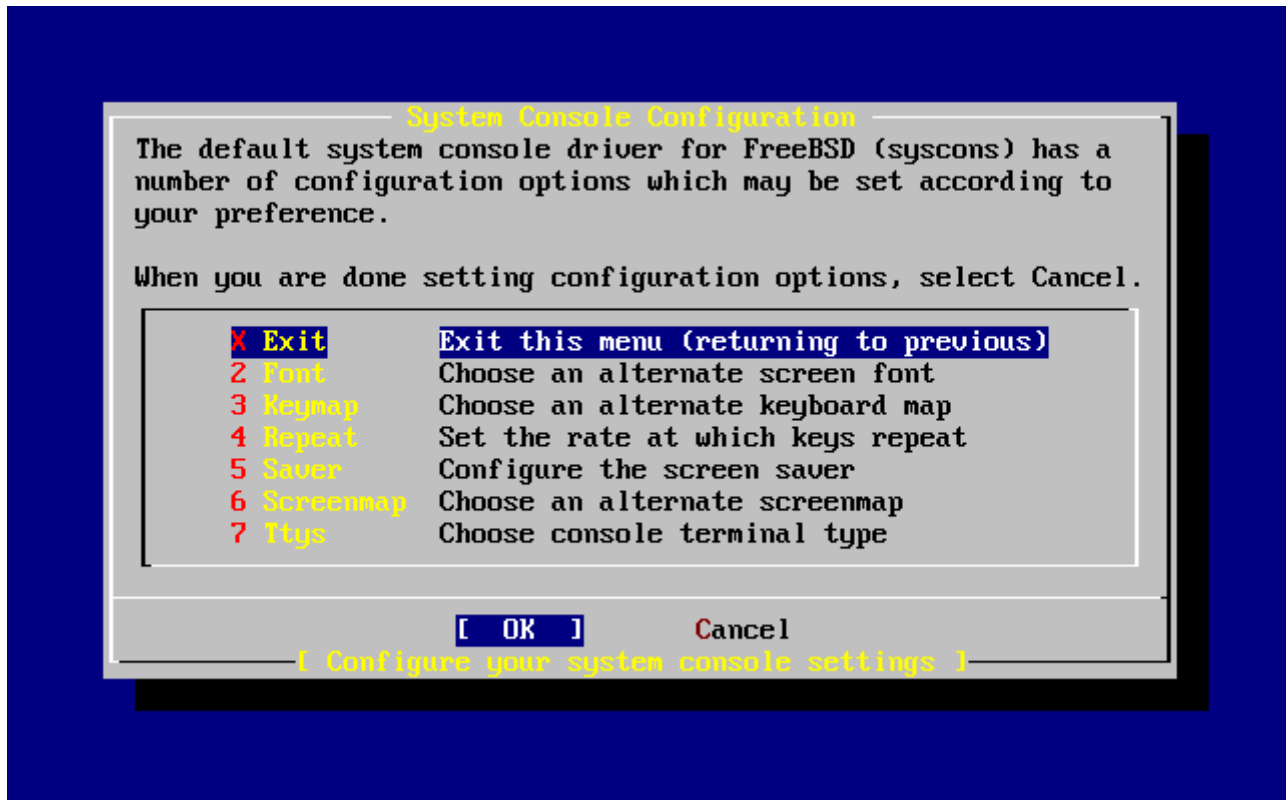 System Console Configuration
The default system console driver for FreeBSD (syscons) has a
number of configuration options which may be set according to
your preference.
When you are done setting configuration options, select Cancel.
X Exit Exit this menu (returning to previous)
2 Font Choose an alternate screen font
3 Keymap Choose an alternate keyboard map
4 Repeat Set the rate at which keys repeat
5 Saver Configure the screen saver
6 Screenmap Choose an alternate screenmap
7 Ttys Choose console terminal type
[ OK ] Cancel
[ Configure your system console settings ]